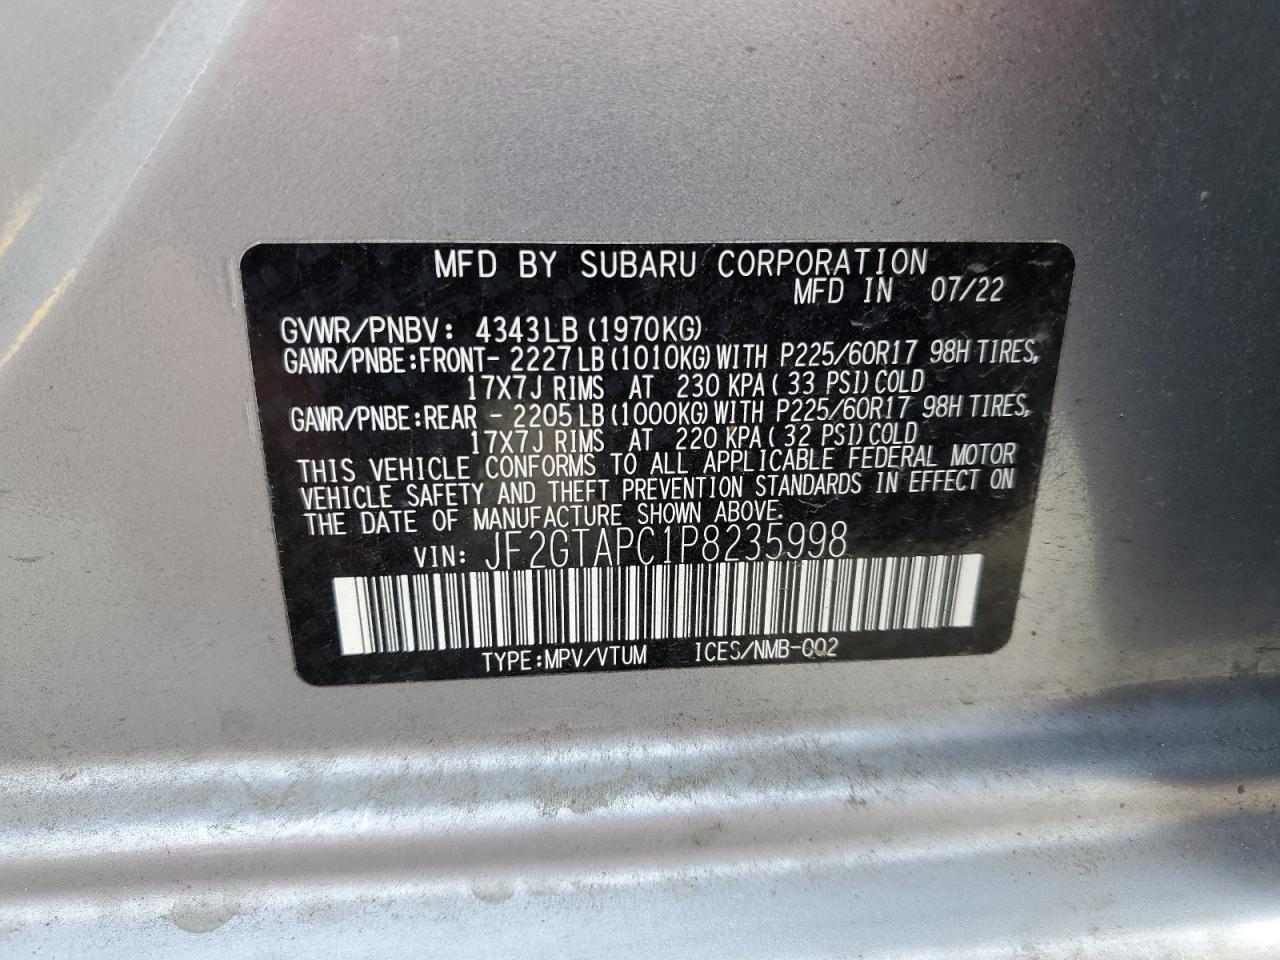 MFD BY SUBARU CORPORATION
MFD IN 07/22
GVWR/PNBV: 4343LB(1970KG)
GAWR/PNBE:FRONT- 2227LB(1010KG)WITH P225/60R17 98H TIRES,
17X7J RIMS AT 230 KPA( 33 PSI)COLD
GAWR/PNBE:REAR - 2205LB(1000KG)WITH P225/60R17 98H TIRES,
17X7J RIMS AT 220 KPA( 32 PSI)COLD
THIS VEHICLE CONFORMS TO ALL APPLICABLE FEDERAL MOTOR
VEHICLE SAFETY AND THEFT PREVENTION STANDARDS IN EFFECT ON
THE DATE OF MANUFACTURE SHOWN ABOVE.
VIN: JF2GTAPC1P8235998
TYPE:MPV/VTUM ICES/NMB-002